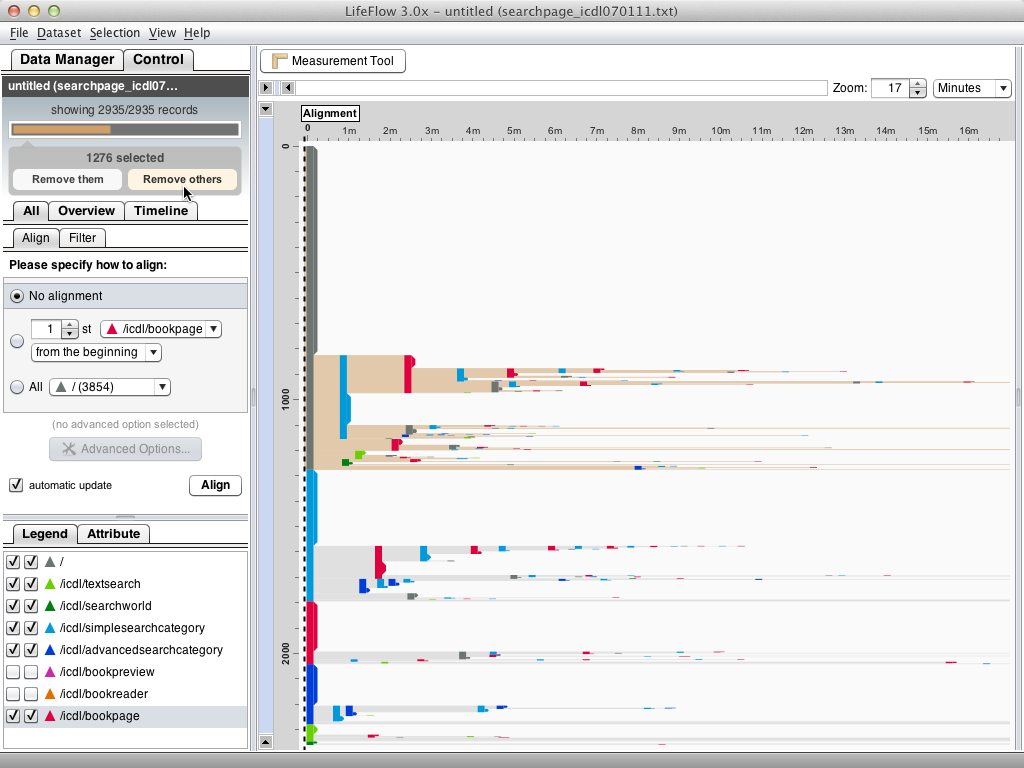 LifeFlow 3.0x – untitled (searchpage_icdl070111.txt)
File Dataset Selection View Help
Data Manager Control
untitled (searchpage_icdl07...
showing 2935/2935 records
1276 selected
Remove them Remove others
All Overview Timeline
Align Filter
Please specify how to align:
No alignment
1 st /icdl/bookpage
from the beginning
All / (3854)
(no advanced option selected)
Advanced Options...
automatic update Align
Legend Attribute
/
/icdl/textsearch
/icdl/searchworld
/icdl/simplesearchcategory
/icdl/advancedsearchcategory
/icdl/bookpreview
/icdl/bookreader
/icdl/bookpage
Measurement Tool
Zoom: 17 Minutes
Alignment
0 1m 2m 3m 4m 5m 6m 7m 8m 9m 10m 11m 12m 13m 14m 15m 16m
0
1000
2000